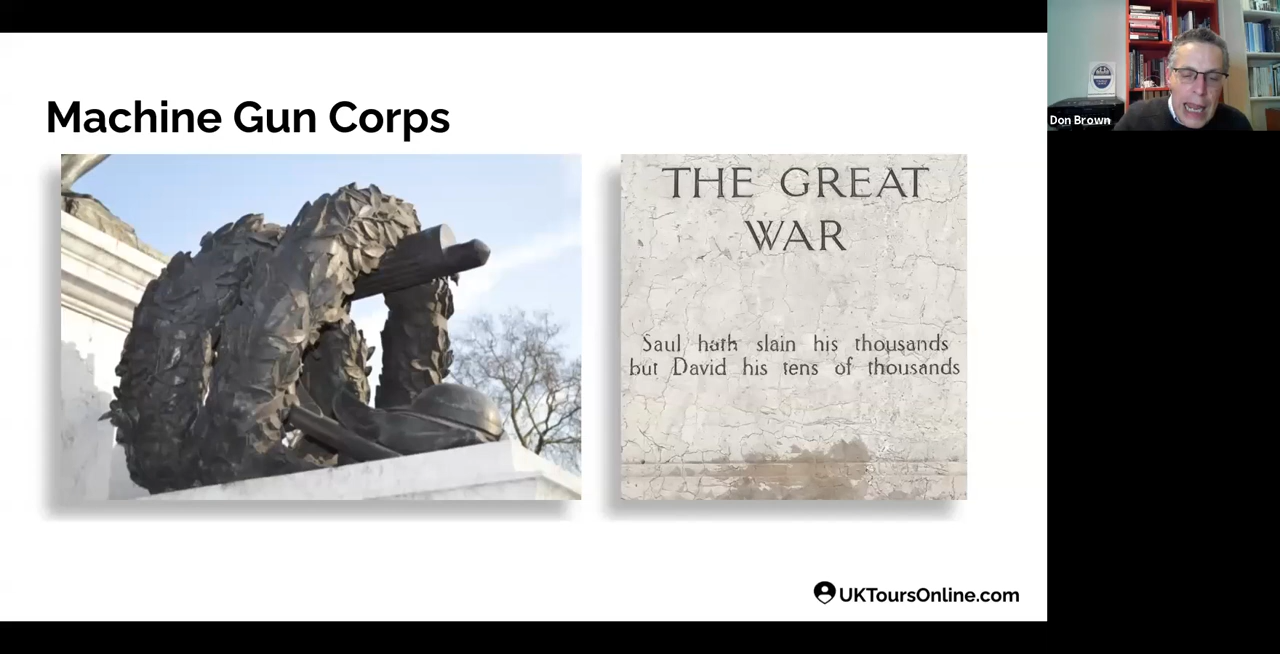 Machine Gun Corps
THE GREAT
WAR
Saul hath slain his thousands
but David his tens of thousands
UKToursOnline.com
Don Brown